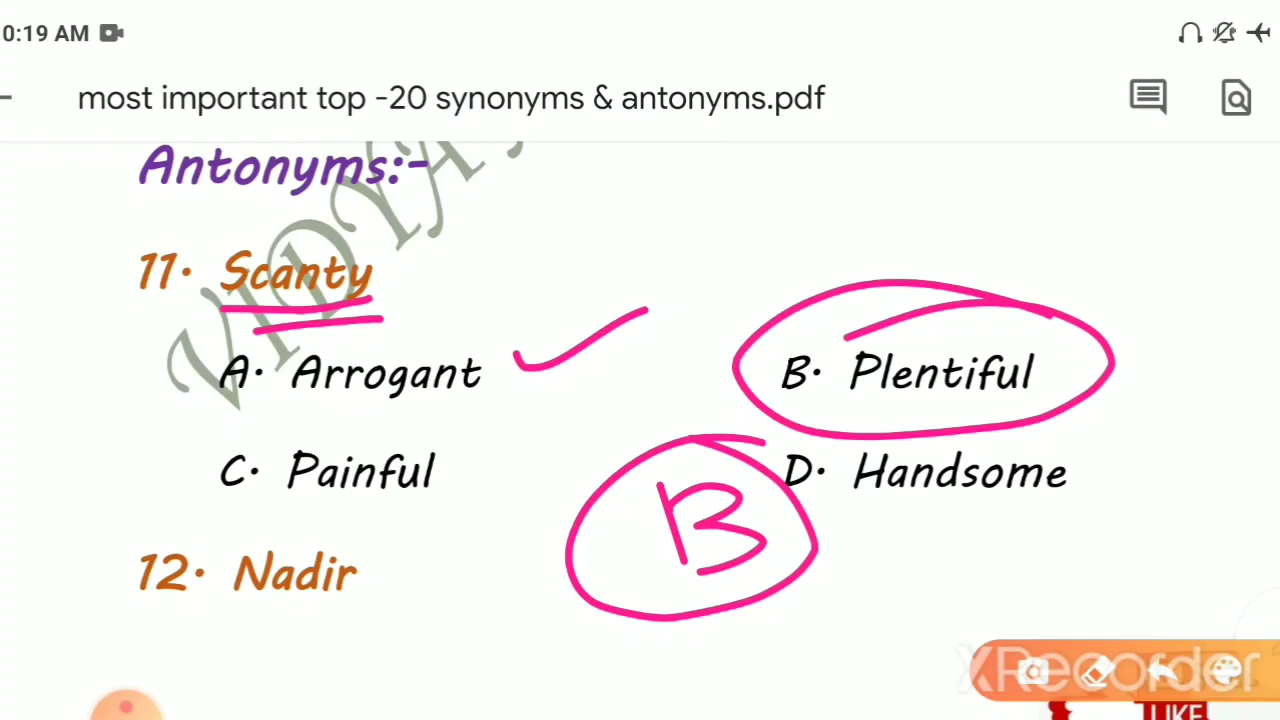 0:19 AM
most important top -20 synonyms & antonyms.pdf
Antonyms:-
11. Scanty
A. Arrogant B. Plentiful
C. Painful D. Handsome
B
12. Nadir
XRecorder
LIKE